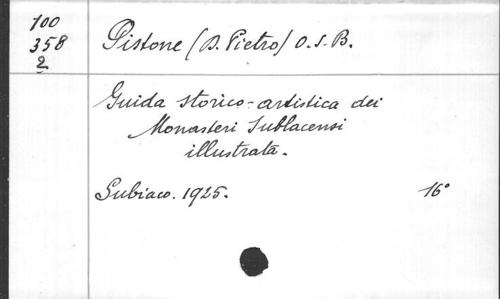 100
358
2
Pistone (D. Pietro) O.S.B.
Guida storico-artistica dei
Monasteri Sublacensi
illustrata.
Subiaco. 1925. 16°